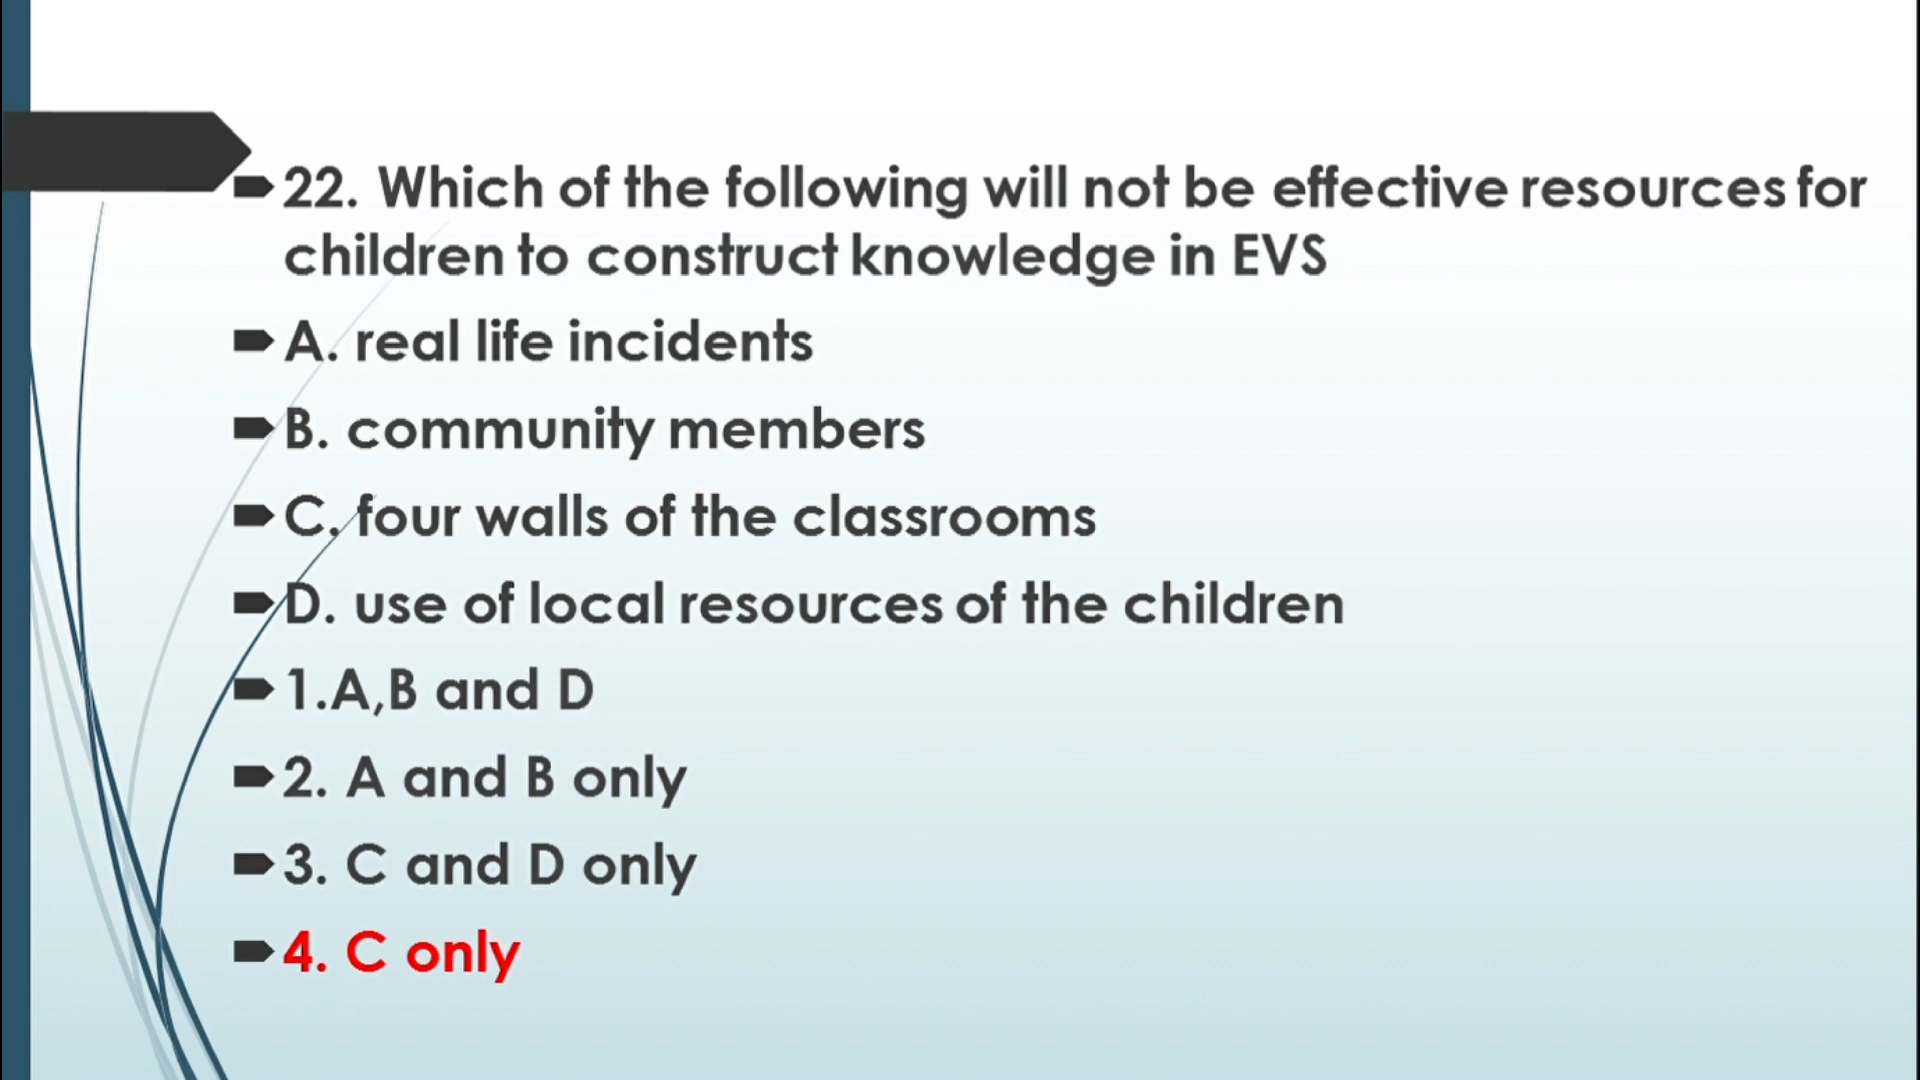 22. Which of the following will not be effective resources for
children to construct knowledge in EVS
A. real life incidents
B. community members
C. four walls of the classrooms
D. use of local resources of the children
1.A,B and D
2. A and B only
3. C and D only
4. C only